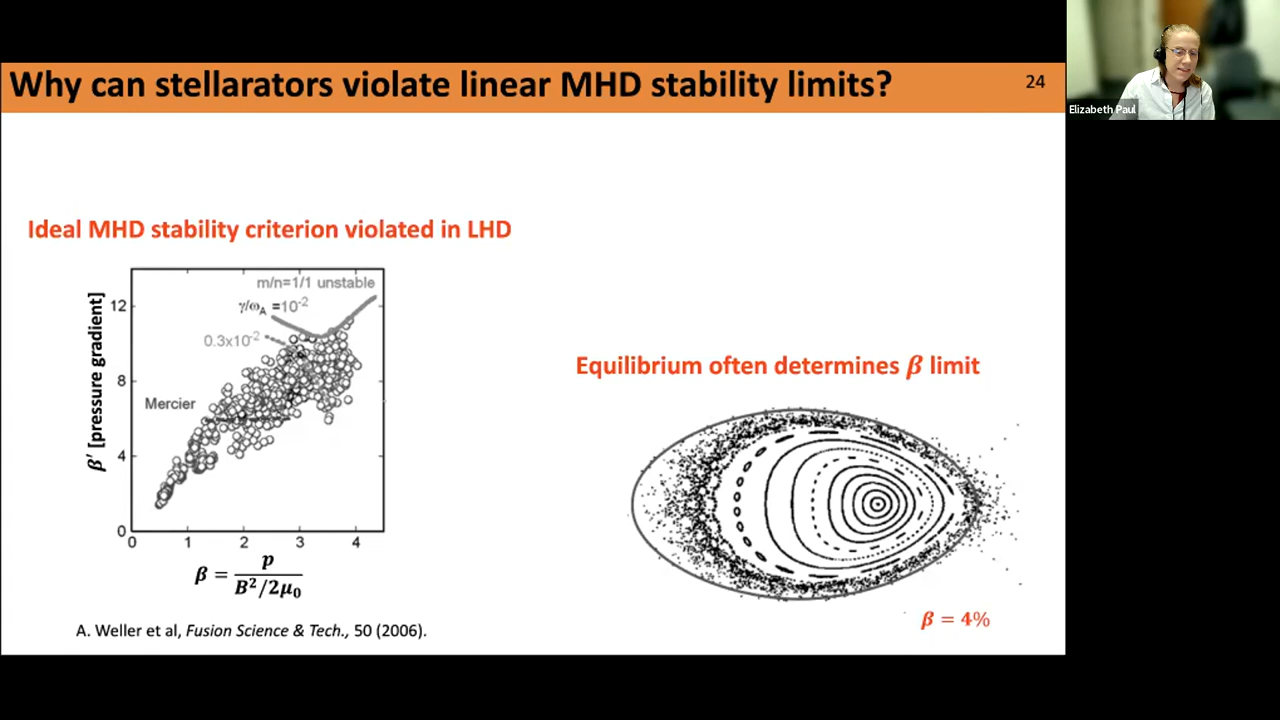 Why can stellarators violate linear MHD stability limits?
24
Elizabeth Paul
Ideal MHD stability criterion violated in LHD
β′ [pressure gradient]
12
8
4
0
m/n=1/1 unstable
γ/ω_A =10⁻²
0.3x10⁻²
Mercier
0 1 2 3 4
β = p / B²/2μ₀
A. Weller et al, Fusion Science & Tech., 50 (2006).
Equilibrium often determines β limit
β = 4%